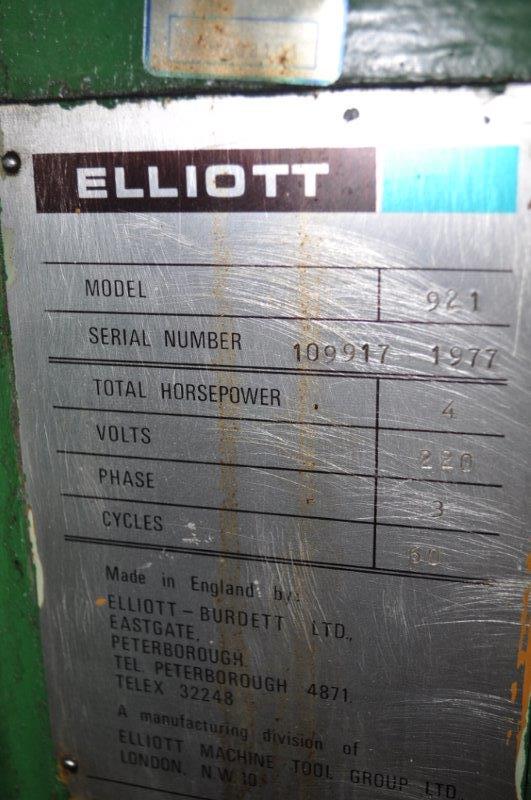 ELLIOTT
MODEL 921
SERIAL NUMBER 109917 1977
TOTAL HORSEPOWER 4
VOLTS 220
PHASE 3
CYCLES 60
Made in England by:
ELLIOTT-BURDETT LTD.,
EASTGATE,
PETERBOROUGH.
TEL. PETERBOROUGH 4871.
TELEX 32248
A manufacturing division of
ELLIOTT MACHINE TOOL GROUP LTD.
LONDON. N.W.10.